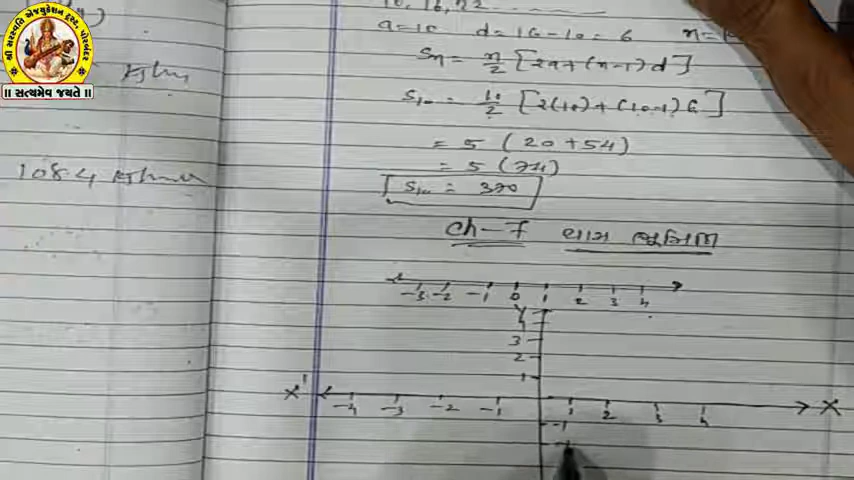 શ્રી સરસ્વતી એજ્યુકેશન ટ્રસ્ટ, પોરબંદર
॥ સત્યમેવ જયતે ॥
10, 16, 22 ............
a = 10 d = 16 - 10 = 6 n =
Sn = n/2 [2a + (n-1) d]
S10 = 10/2 [2(10) + (10-1) 6]
= 5 (20 + 54)
= 5 (74)
S10 = 370
108.4
Ch - 7 યામ ભૂમિતિ
-3 -2 -1 0 1 2 3 4
Y
4
3
2
1
X' -4 -3 -2 -1 1 2 3 4 X
-1